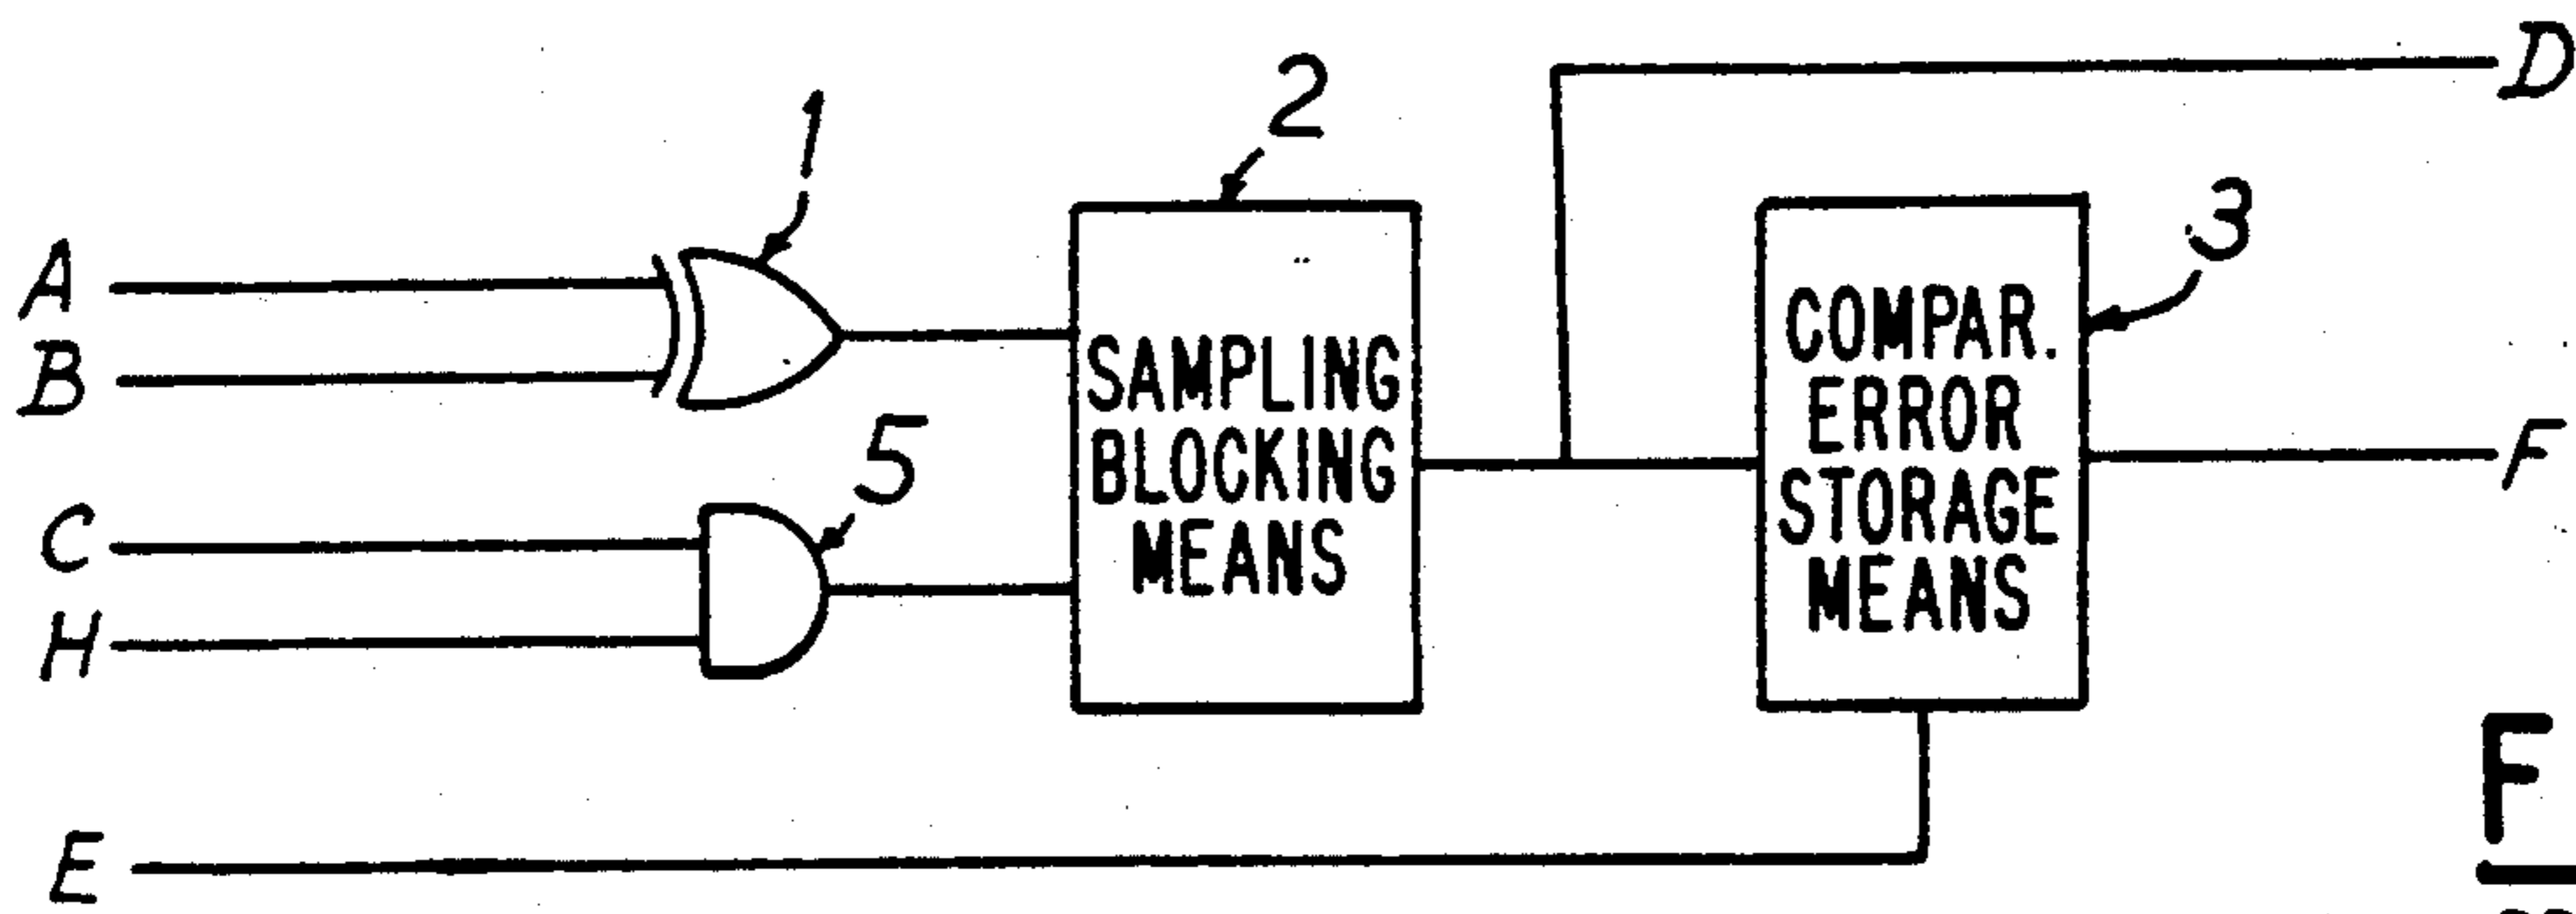 D
2
1
3
A
B
COMPAR.
ERROR
STORAGE
MEANS
SAMPLING
BLOCKING
MEANS
5
F
C
H
E
F